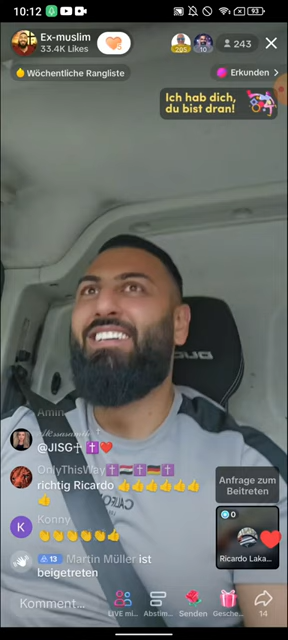 10:12
93
Ex-muslim
33.4K Likes
205
10
243
Wöchentliche Rangliste
Erkunden >
Ich hab dich,
du bist dran!
@JISG
OnlyThisWay
richtig Ricardo
Konny
13 Martin Müller ist
beigetreten
Anfrage zum
Beitreten
0
Ricardo Laka...
Kommen...
LIVE mi...
Abstim...
Senden
Gesche...
14